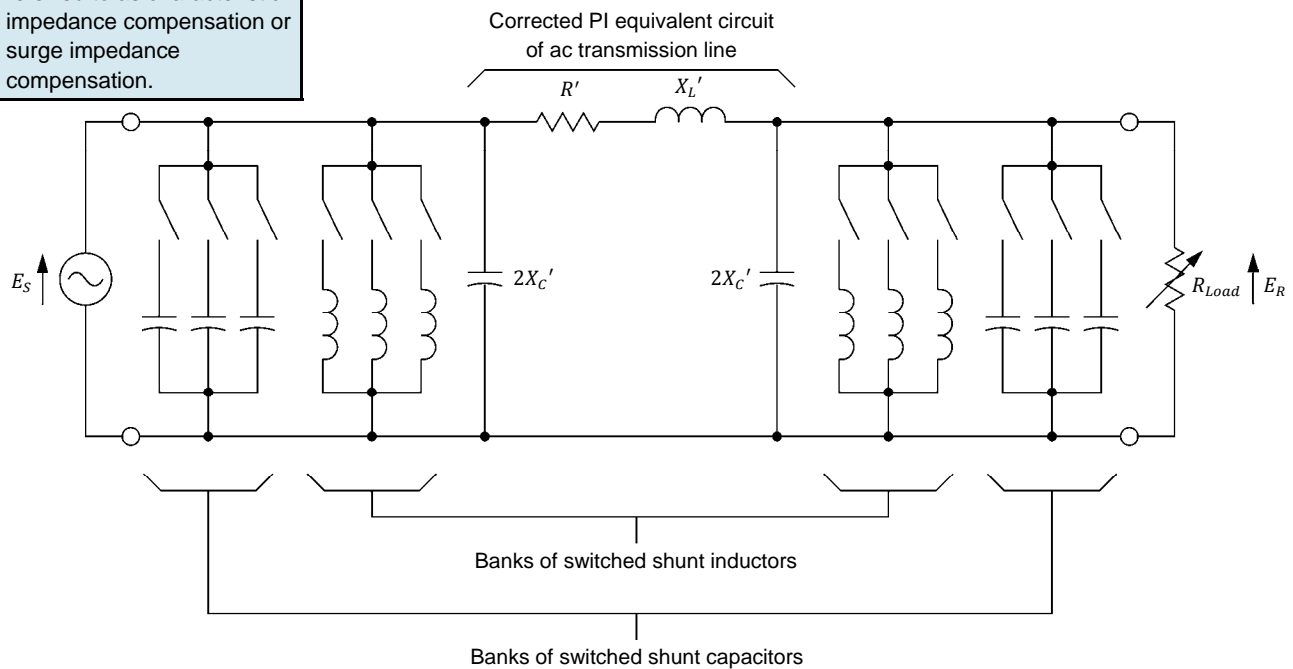 impedance compensation or
surge impedance
compensation.
Corrected PI equivalent circuit
of ac transmission line
R′
X_L′
E_S
2X_C′
2X_C′
R_Load
E_R
Banks of switched shunt inductors
Banks of switched shunt capacitors